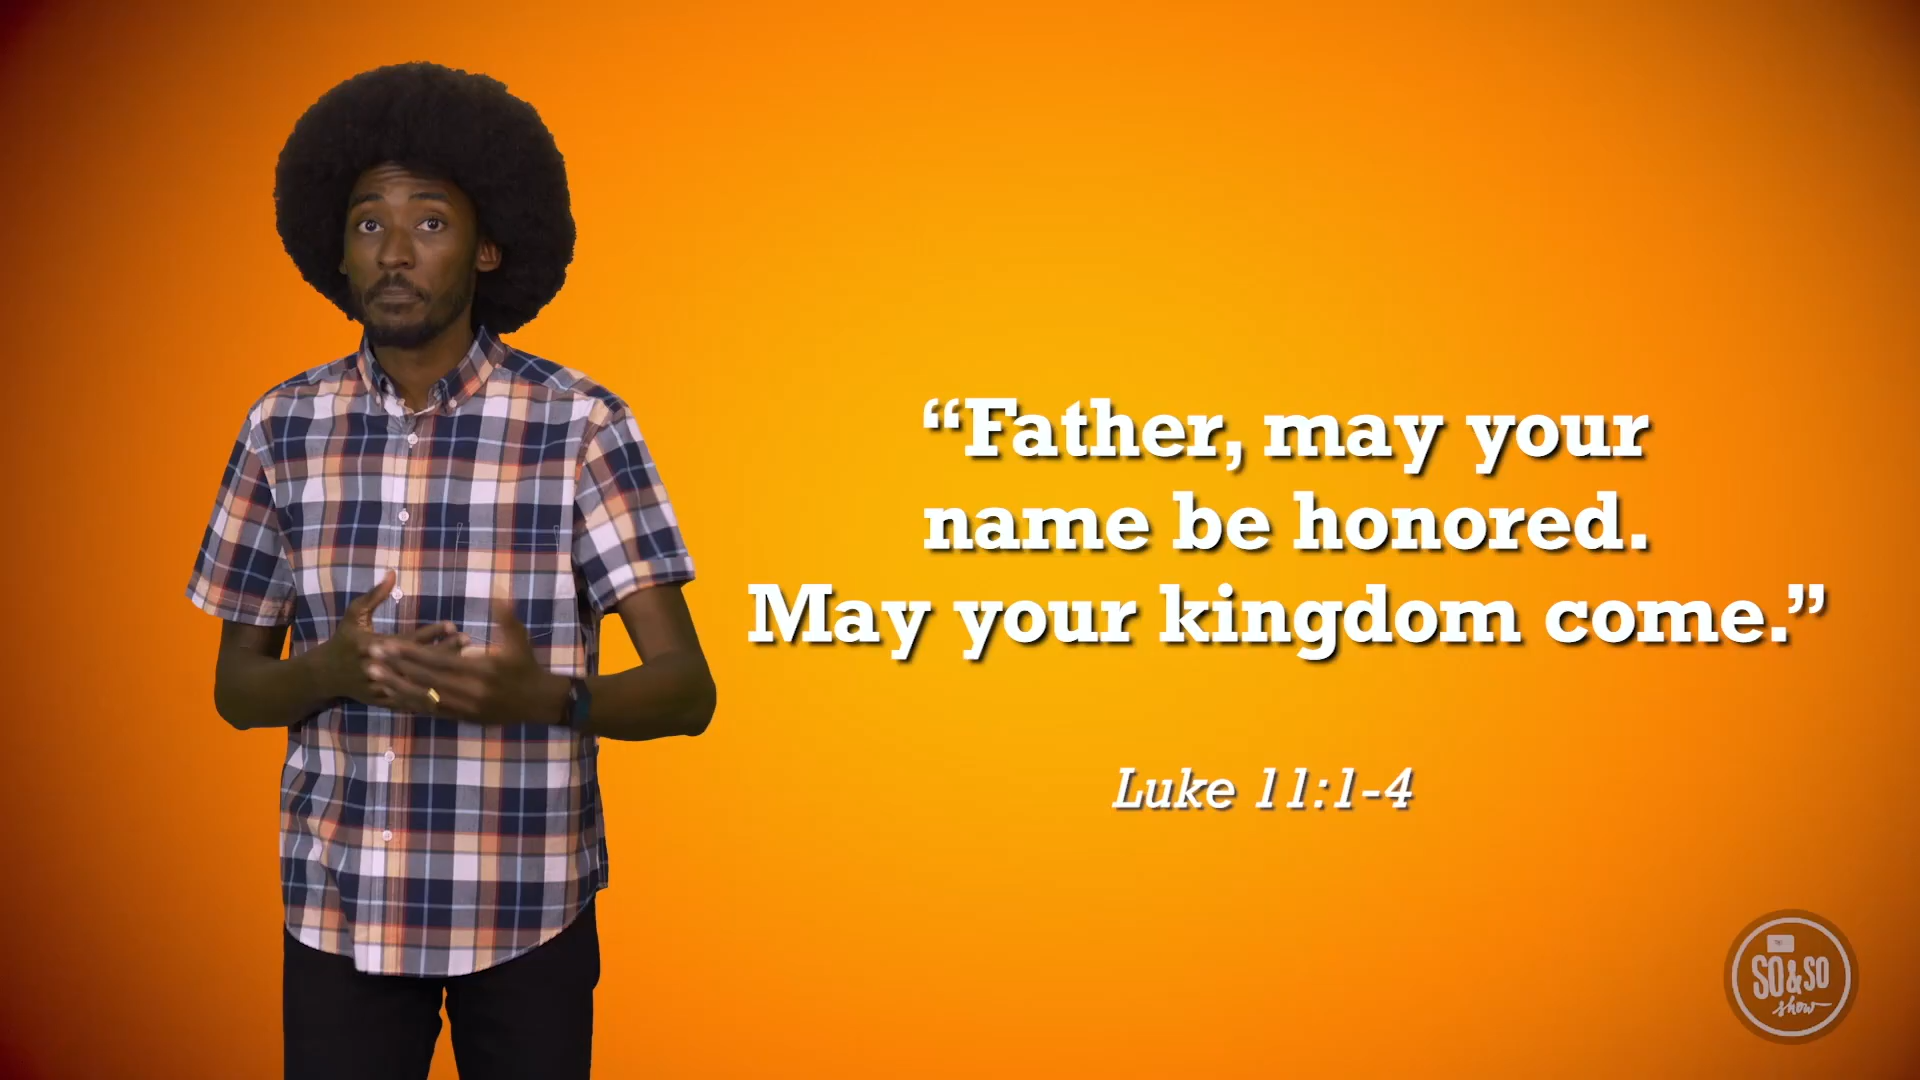 “Father, may your
name be honored.
May your kingdom come.”
Luke 11:1-4
SO&SO
show